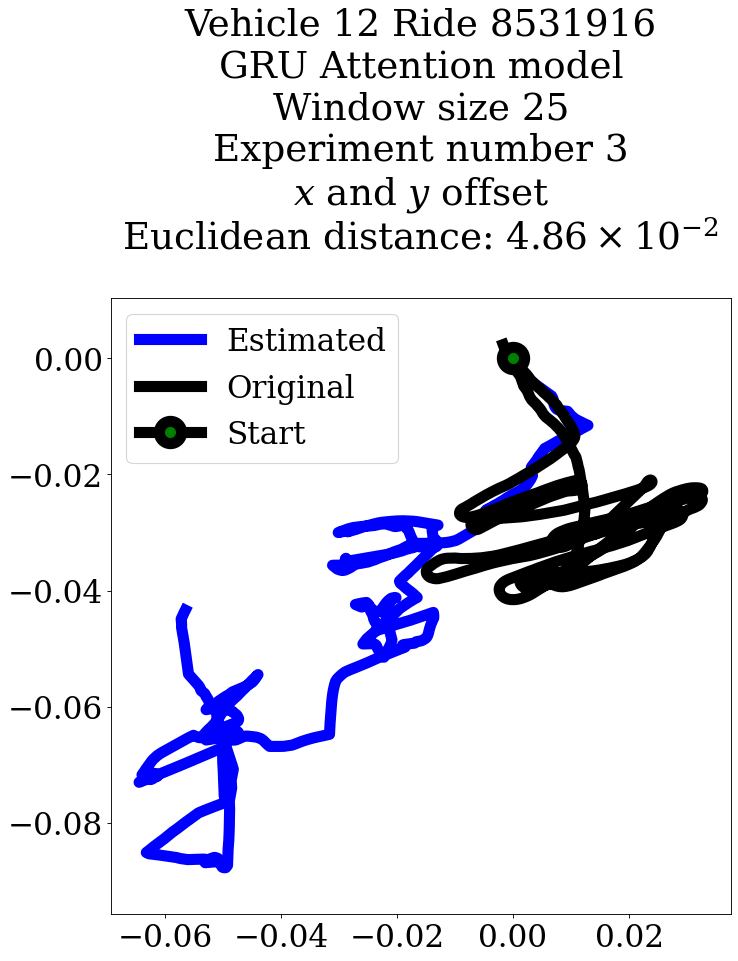 Vehicle 12 Ride 8531916
GRU Attention model
Window size 25
Experiment number 3
x and y offset
Euclidean distance: 4.86 × 10⁻²
Estimated
Original
Start
0.00
−0.02
−0.04
−0.06
−0.08
−0.06 −0.04 −0.02 0.00 0.02